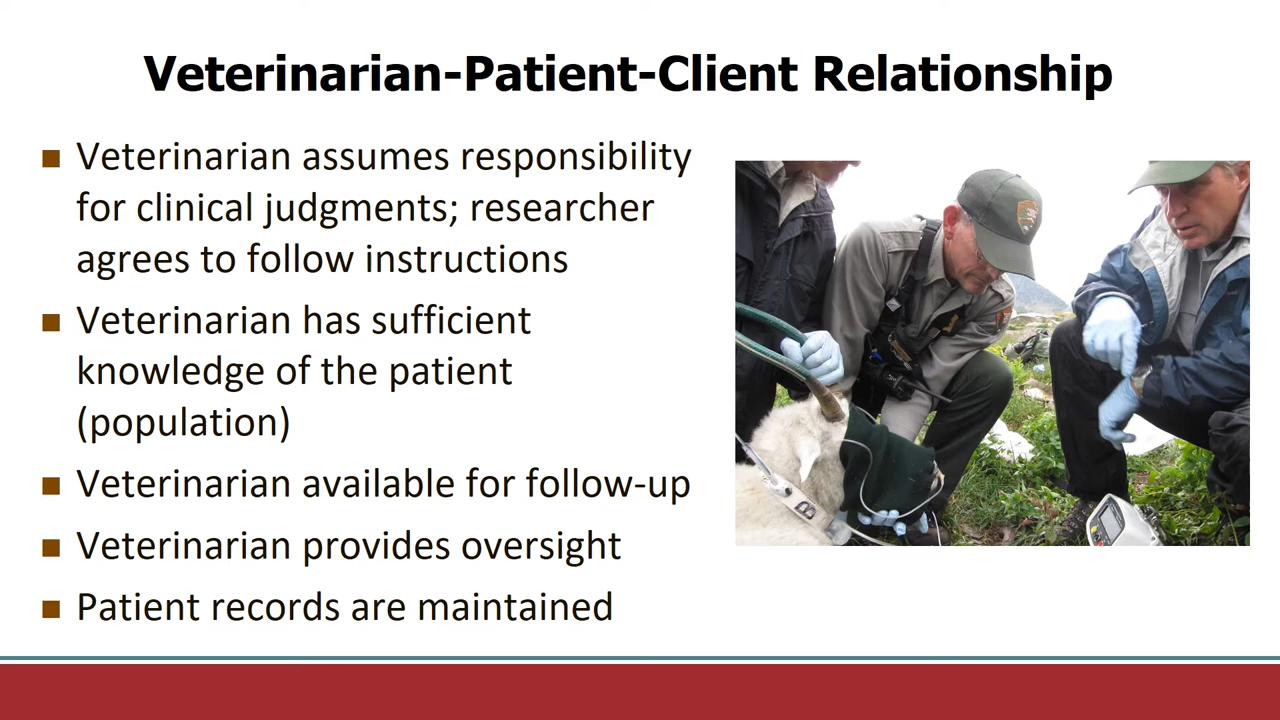 Veterinarian-Patient-Client Relationship
Veterinarian assumes responsibility
for clinical judgments; researcher
agrees to follow instructions
Veterinarian has sufficient
knowledge of the patient
(population)
Veterinarian available for follow-up
Veterinarian provides oversight
Patient records are maintained
B